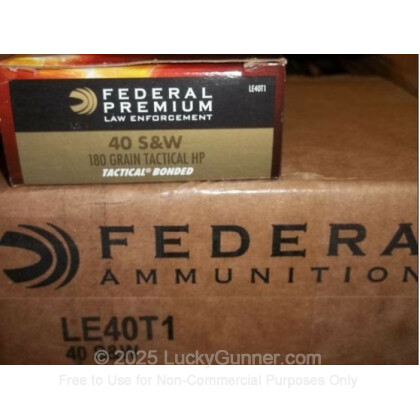 FEDERAL
PREMIUM
LAW ENFORCEMENT
LE40T1
40 S&W
180 GRAIN TACTICAL HP
TACTICAL® BONDED
FEDERA
AMMUNITION
LE40T1
40 S&W
© 2025 LuckyGunner.com
Free to Use for Non-Commercial Purposes Only